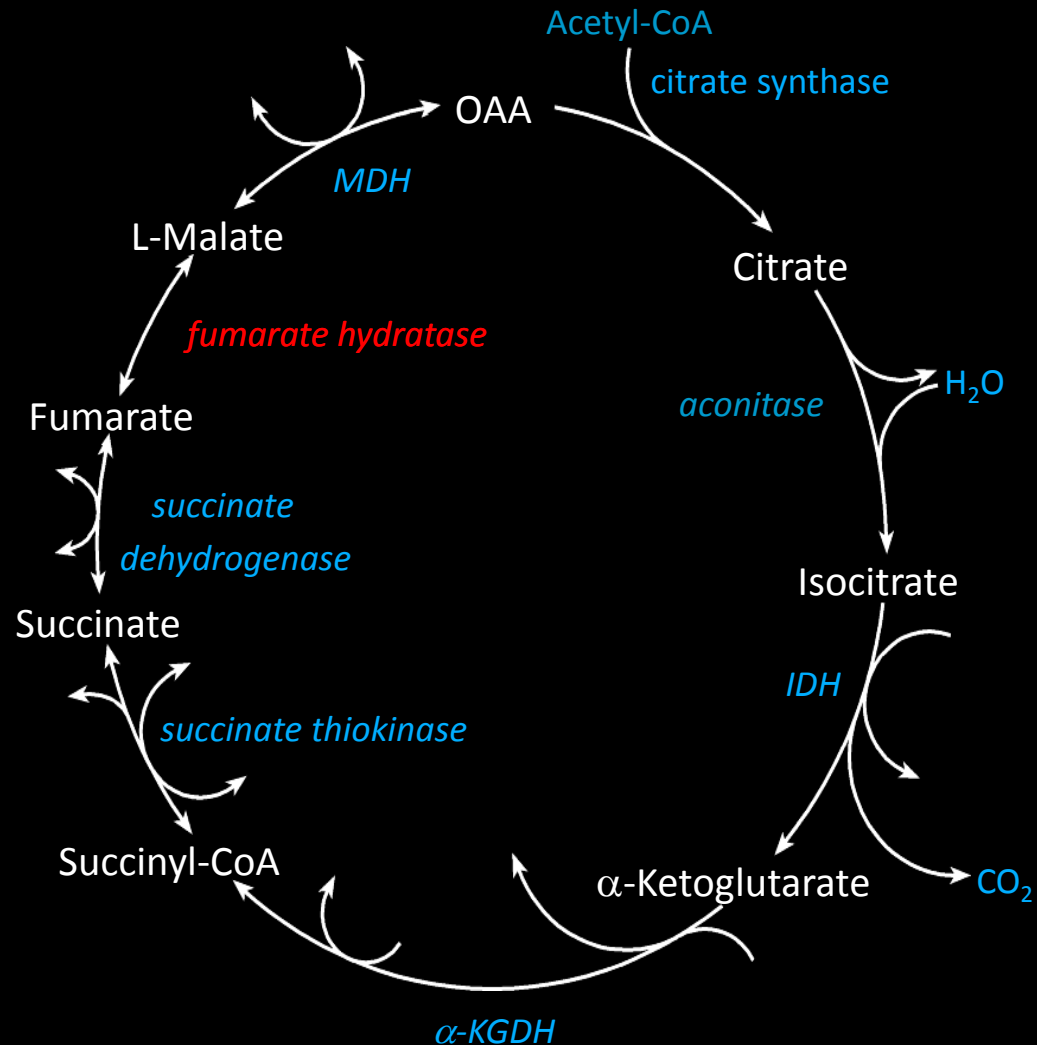 Acetyl-CoA
citrate synthase
OAA
MDH
L-Malate
Citrate
fumarate hydratase
H₂O
aconitase
Fumarate
succinate
dehydrogenase
Isocitrate
Succinate
IDH
succinate thiokinase
Succinyl-CoA
α-Ketoglutarate
CO₂
α-KGDH